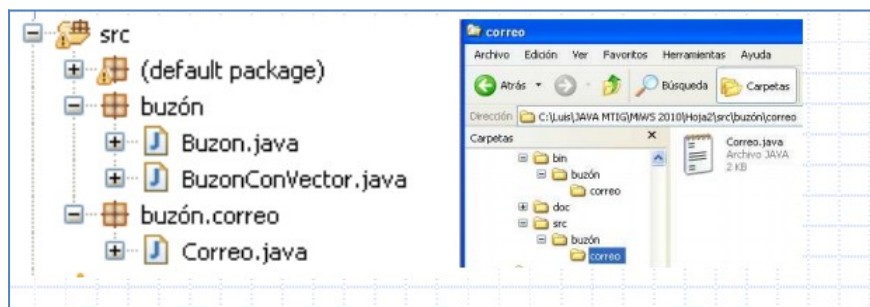 src
(default package)
buzón
Buzon.java
BuzonConVector.java
buzón.correo
Correo.java
correo
Archivo Edición Ver Favoritos Herramientas Ayuda
Atrás Búsqueda Carpetas
Dirección C:\Luis\JAVA MTIG\MiWS 2010\Hoja2\src\buzón\correo
Carpetas x
bin
buzón
correo
doc
src
buzón
correo
Correo.java
Archivo JAVA
2 KB